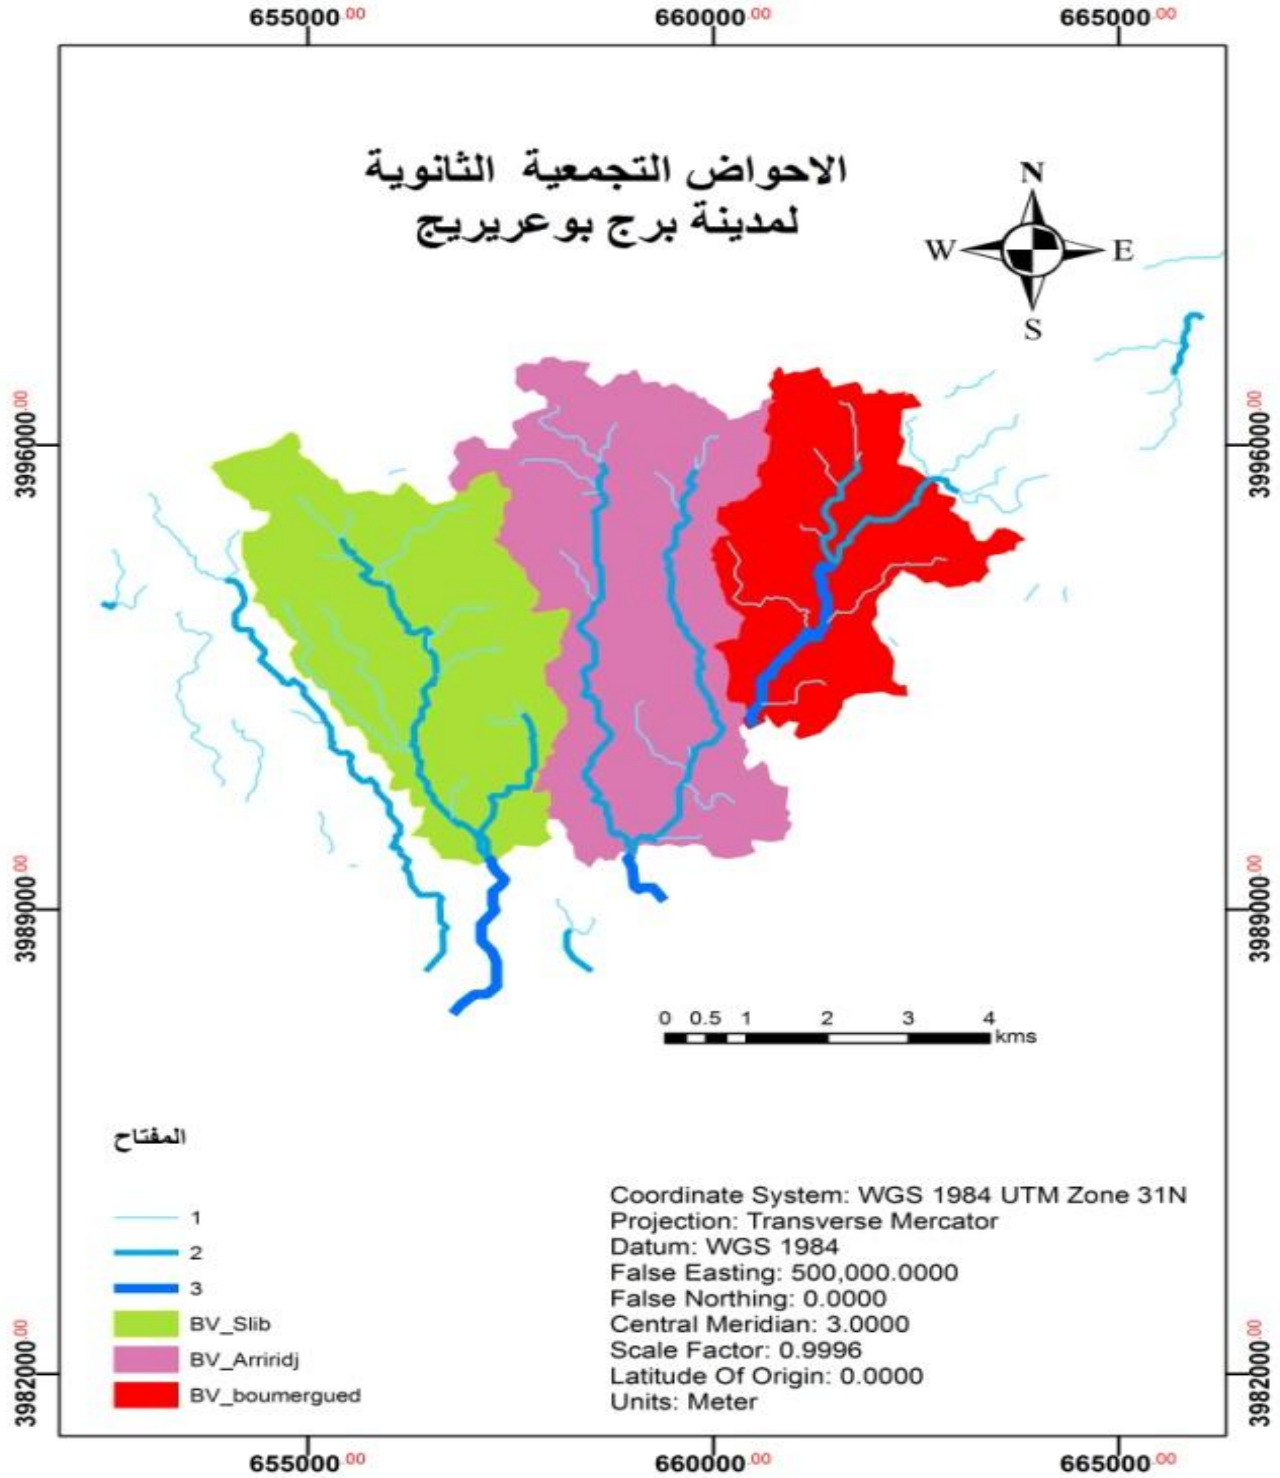 655000.00 660000.00 665000.00
الاحواض التجمعية الثانوية
لمدينة برج بوعريريج
N
W E
S
3996000.00 3996000.00
3989000.00 3989000.00
0 0.5 1 2 3 4
kms
المفتاح
1
2
3
BV_Slib
BV_Arriridj
BV_boumergued
Coordinate System: WGS 1984 UTM Zone 31N
Projection: Transverse Mercator
Datum: WGS 1984
False Easting: 500,000.0000
False Northing: 0.0000
Central Meridian: 3.0000
Scale Factor: 0.9996
Latitude Of Origin: 0.0000
Units: Meter
3982000.00 3982000.00
655000.00 660000.00 665000.00